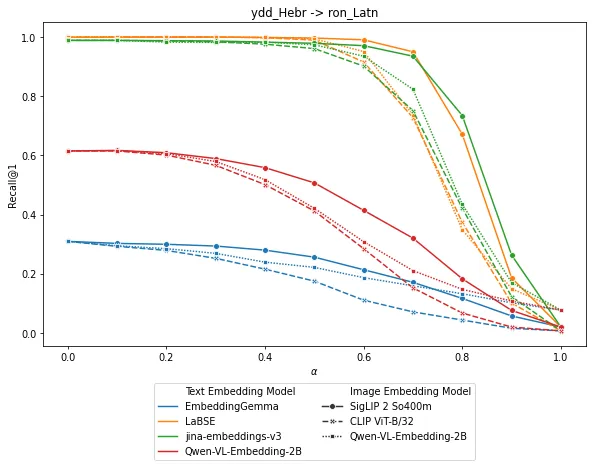 ydd_Hebr -> ron_Latn
Recall@1
1.0
0.8
0.6
0.4
0.2
0.0
0.0 0.2 0.4 0.6 0.8 1.0
α
Text Embedding Model
EmbeddingGemma
LaBSE
jina-embeddings-v3
Qwen-VL-Embedding-2B
Image Embedding Model
SigLIP 2 So400m
CLIP ViT-B/32
Qwen-VL-Embedding-2B